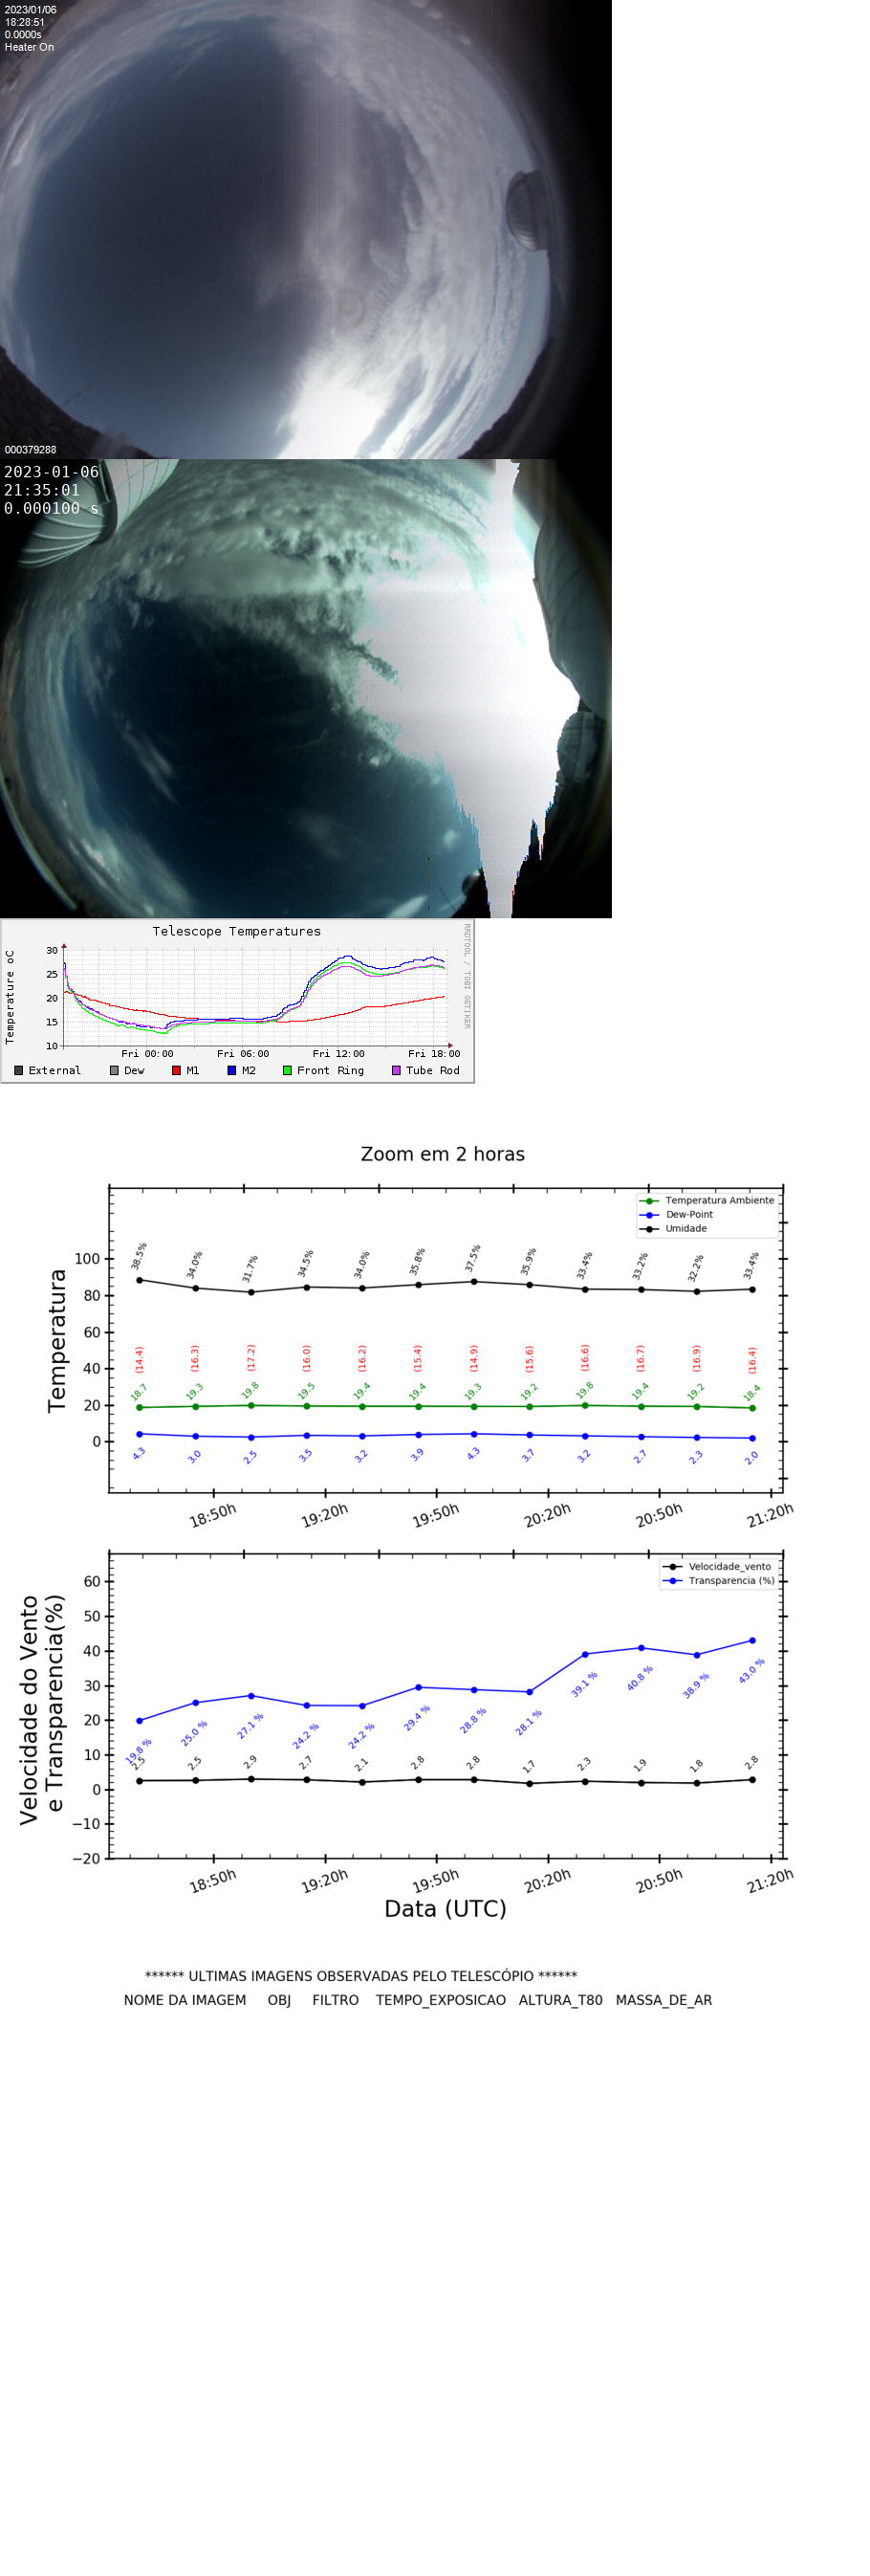 2023/01/06
18:28:51
0.0000s
Heater On
000379288
2023-01-06
21:35:01
0.000100 s
Telescope Temperatures
RRDTOOL / TOBI OETIKER
Temperature oC
30
25
20
15
10
Fri 00:00 Fri 06:00 Fri 12:00 Fri 18:00
External Dew M1 M2 Front Ring Tube Rod
Zoom em 2 horas
Temperatura Ambiente
Dew-Point
Umidade
Temperatura
100
80
60
40
20
0
38.5% 34.0% 31.7% 34.5% 34.0% 35.8% 37.5% 35.9% 33.4% 33.2% 32.2% 33.4%
(14.4) (16.3) (17.2) (16.0) (16.2) (15.4) (14.9) (15.6) (16.6) (16.7) (16.9) (16.4)
18.7 19.3 19.8 19.5 19.4 19.4 19.3 19.2 19.8 19.4 19.2 18.4
4.3 3.0 2.5 3.5 3.2 3.9 4.3 3.7 3.2 2.7 2.3 2.0
18:50h 19:20h 19:50h 20:20h 20:50h 21:20h
Velocidade_vento
Transparencia (%)
Velocidade do Vento
e Transparencia(%)
60
50
40
30
20
10
0
−10
−20
19.8 % 25.0 % 27.1 % 24.2 % 24.2 % 29.4 % 28.8 % 28.1 % 39.1 % 40.8 % 38.9 % 43.0 %
2.5 2.5 2.9 2.7 2.1 2.8 2.8 1.7 2.3 1.9 1.8 2.8
18:50h 19:20h 19:50h 20:20h 20:50h 21:20h
Data (UTC)
****** ULTIMAS IMAGENS OBSERVADAS PELO TELESCÓPIO ******
NOME DA IMAGEM OBJ FILTRO TEMPO_EXPOSICAO ALTURA_T80 MASSA_DE_AR